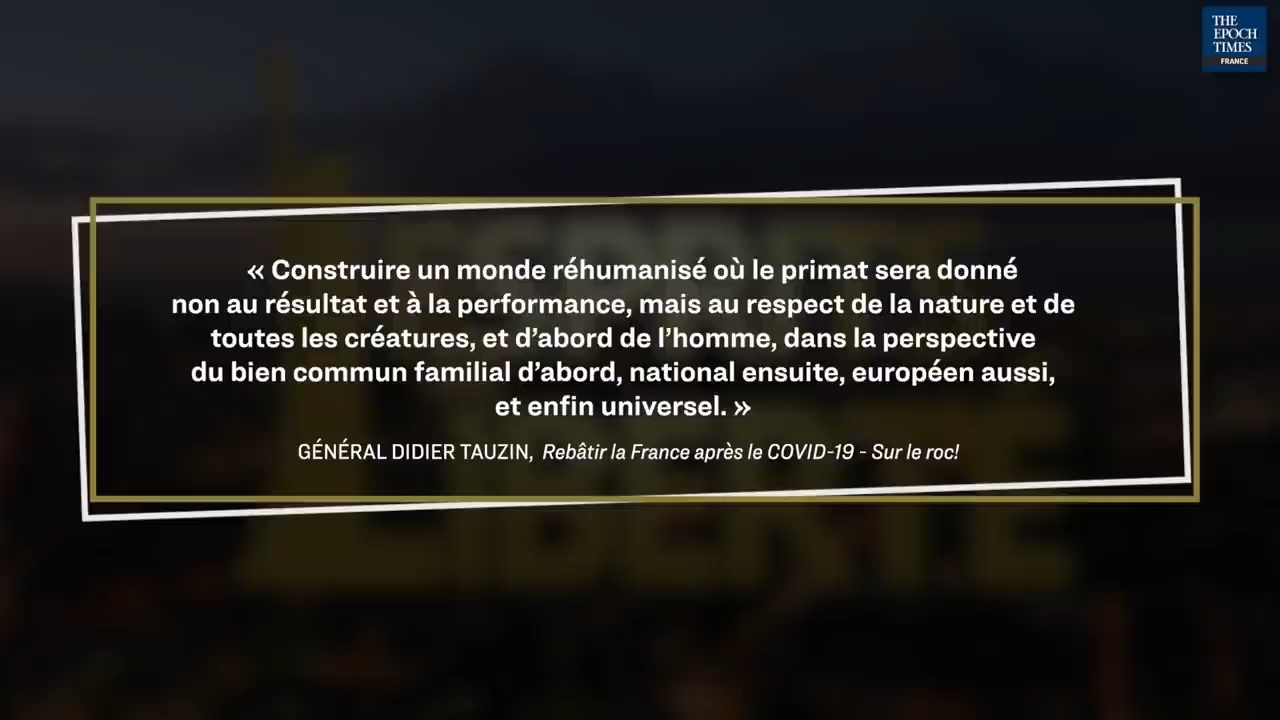 THE
EPOCH
TIMES
FRANCE
« Construire un monde réhumanisé où le primat sera donné
non au résultat et à la performance, mais au respect de la nature et de
toutes les créatures, et d’abord de l’homme, dans la perspective
du bien commun familial d’abord, national ensuite, européen aussi,
et enfin universel. »
GÉNÉRAL DIDIER TAUZIN, Rebâtir la France après le COVID-19 - Sur le roc!